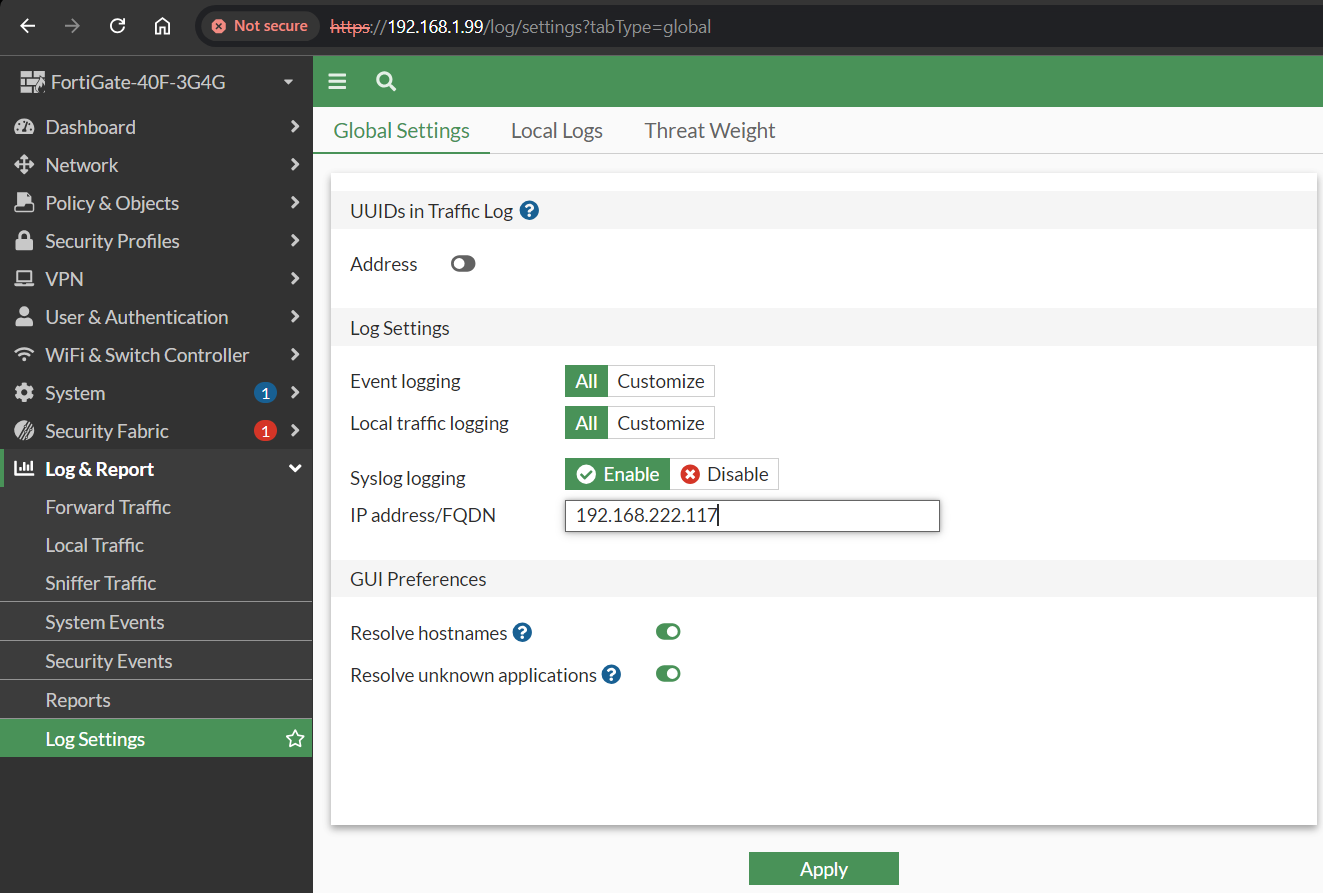 Not secure https://192.168.1.99/log/settings?tabType=global
FortiGate-40F-3G4G
Dashboard
Network
Policy & Objects
Security Profiles
VPN
User & Authentication
WiFi & Switch Controller
System 1
Security Fabric 1
Log & Report
Forward Traffic
Local Traffic
Sniffer Traffic
System Events
Security Events
Reports
Log Settings
Global Settings Local Logs Threat Weight
UUIDs in Traffic Log ?
Address
Log Settings
Event logging All Customize
Local traffic logging All Customize
Syslog logging Enable Disable
IP address/FQDN 192.168.222.117
GUI Preferences
Resolve hostnames ?
Resolve unknown applications ?
Apply